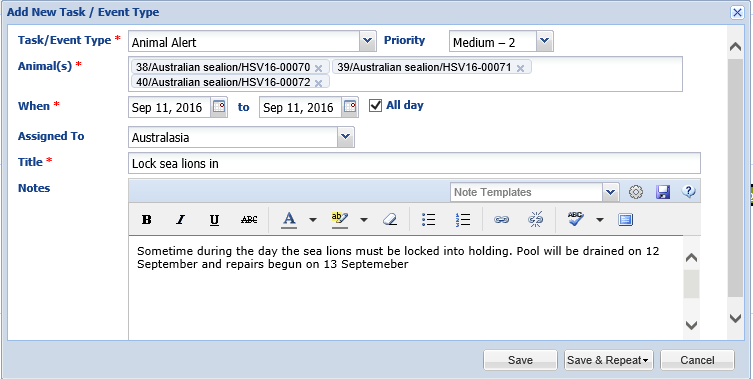 Add New Task / Event Type
Task/Event Type * Animal Alert Priority Medium – 2
Animal(s) * 38/Australian sealion/HSV16-00070 39/Australian sealion/HSV16-00071
40/Australian sealion/HSV16-00072
When * Sep 11, 2016 to Sep 11, 2016 All day
Assigned To Australasia
Title * Lock sea lions in
Notes Note Templates
B I U ABC A ab ABC
Sometime during the day the sea lions must be locked into holding. Pool will be drained on 12
September and repairs begun on 13 Septemeber
Save Save & Repeat Cancel